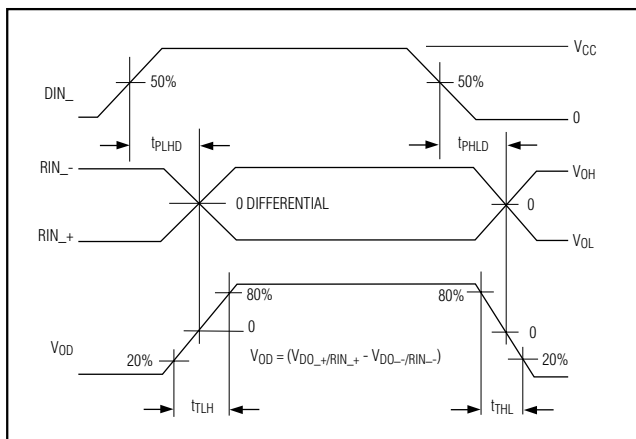 VCC
50%
50%
DIN_
0
tPLHD
tPHLD
RIN_-
VOH
0 DIFFERENTIAL
0
RIN_+
VOL
80%
80%
0
0
VOD
20%
VOD = (VDO_+/RIN_+ - VDO_-/RIN_-)
20%
tTLH
tTHL